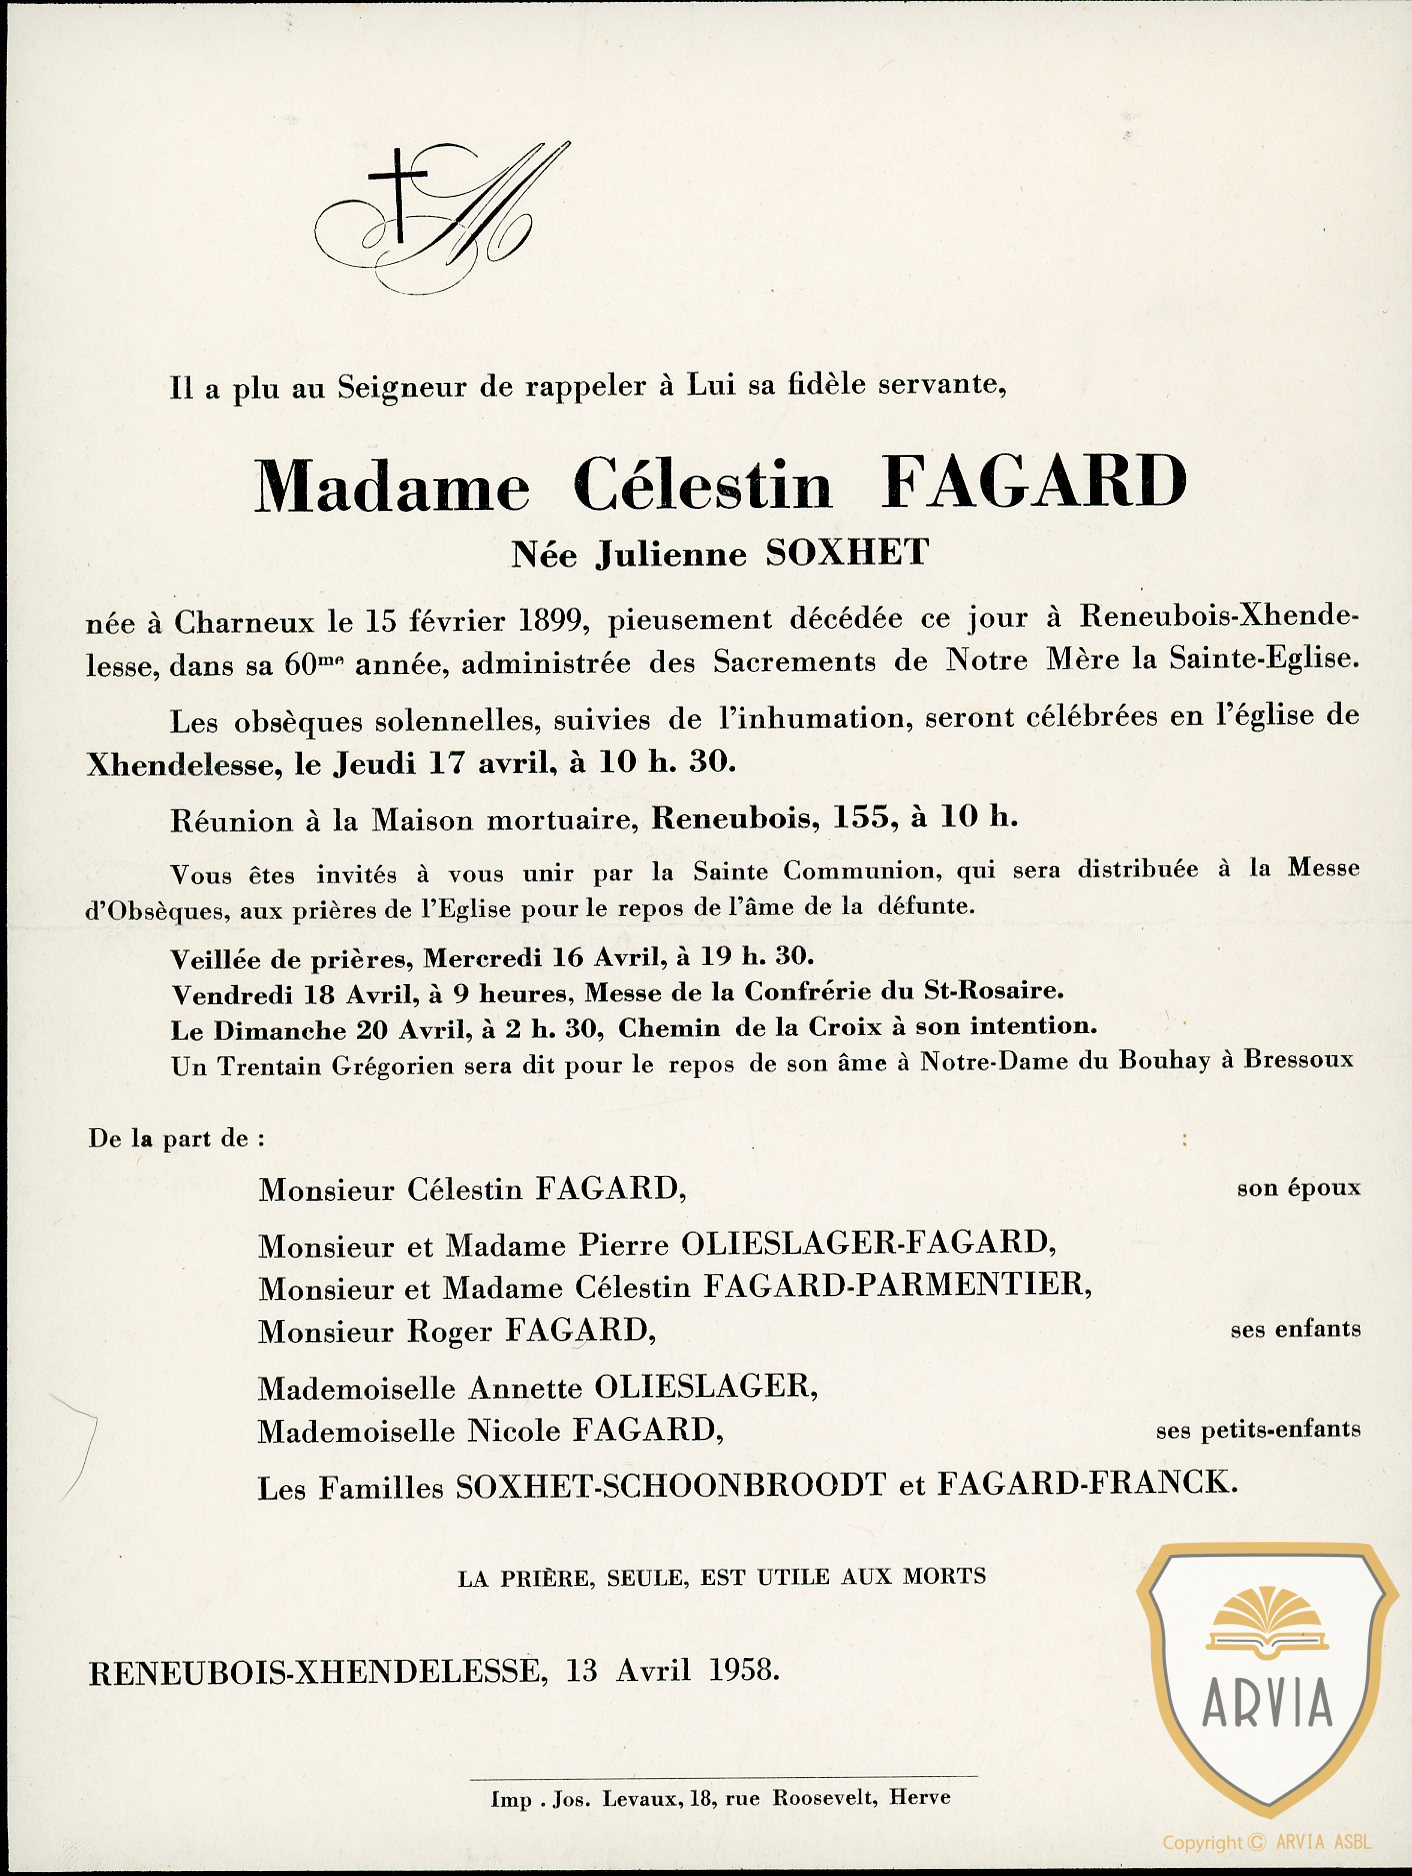 M
Il a plu au Seigneur de rappeler à Lui sa fidèle servante,
Madame Célestin FAGARD
Née Julienne SOXHET
née à Charneux le 15 février 1899, pieusement décédée ce jour à Reneubois-Xhende-
lesse, dans sa 60me année, administrée des Sacrements de Notre Mère la Sainte-Eglise.
Les obsèques solennelles, suivies de l'inhumation, seront célébrées en l'église de
Xhendelesse, le Jeudi 17 avril, à 10 h. 30.
Réunion à la Maison mortuaire, Reneubois, 155, à 10 h.
Vous êtes invités à vous unir par la Sainte Communion, qui sera distribuée à la Messe
d'Obsèques, aux prières de l'Eglise pour le repos de l'âme de la défunte.
Veillée de prières, Mercredi 16 Avril, à 19 h. 30.
Vendredi 18 Avril, à 9 heures, Messe de la Confrérie du St-Rosaire.
Le Dimanche 20 Avril, à 2 h. 30, Chemin de la Croix à son intention.
Un Trentain Grégorien sera dit pour le repos de son âme à Notre-Dame du Bouhay à Bressoux
De la part de :
Monsieur Célestin FAGARD, son époux
Monsieur et Madame Pierre OLIESLAGER-FAGARD,
Monsieur et Madame Célestin FAGARD-PARMENTIER,
Monsieur Roger FAGARD, ses enfants
Mademoiselle Annette OLIESLAGER,
Mademoiselle Nicole FAGARD, ses petits-enfants
Les Familles SOXHET-SCHOONBROODT et FAGARD-FRANCK.
LA PRIÈRE, SEULE, EST UTILE AUX MORTS
RENEUBOIS-XHENDELESSE, 13 Avril 1958.
Imp . Jos. Levaux, 18, rue Roosevelt, Herve
ARVIA
Copyright © ARVIA ASBL